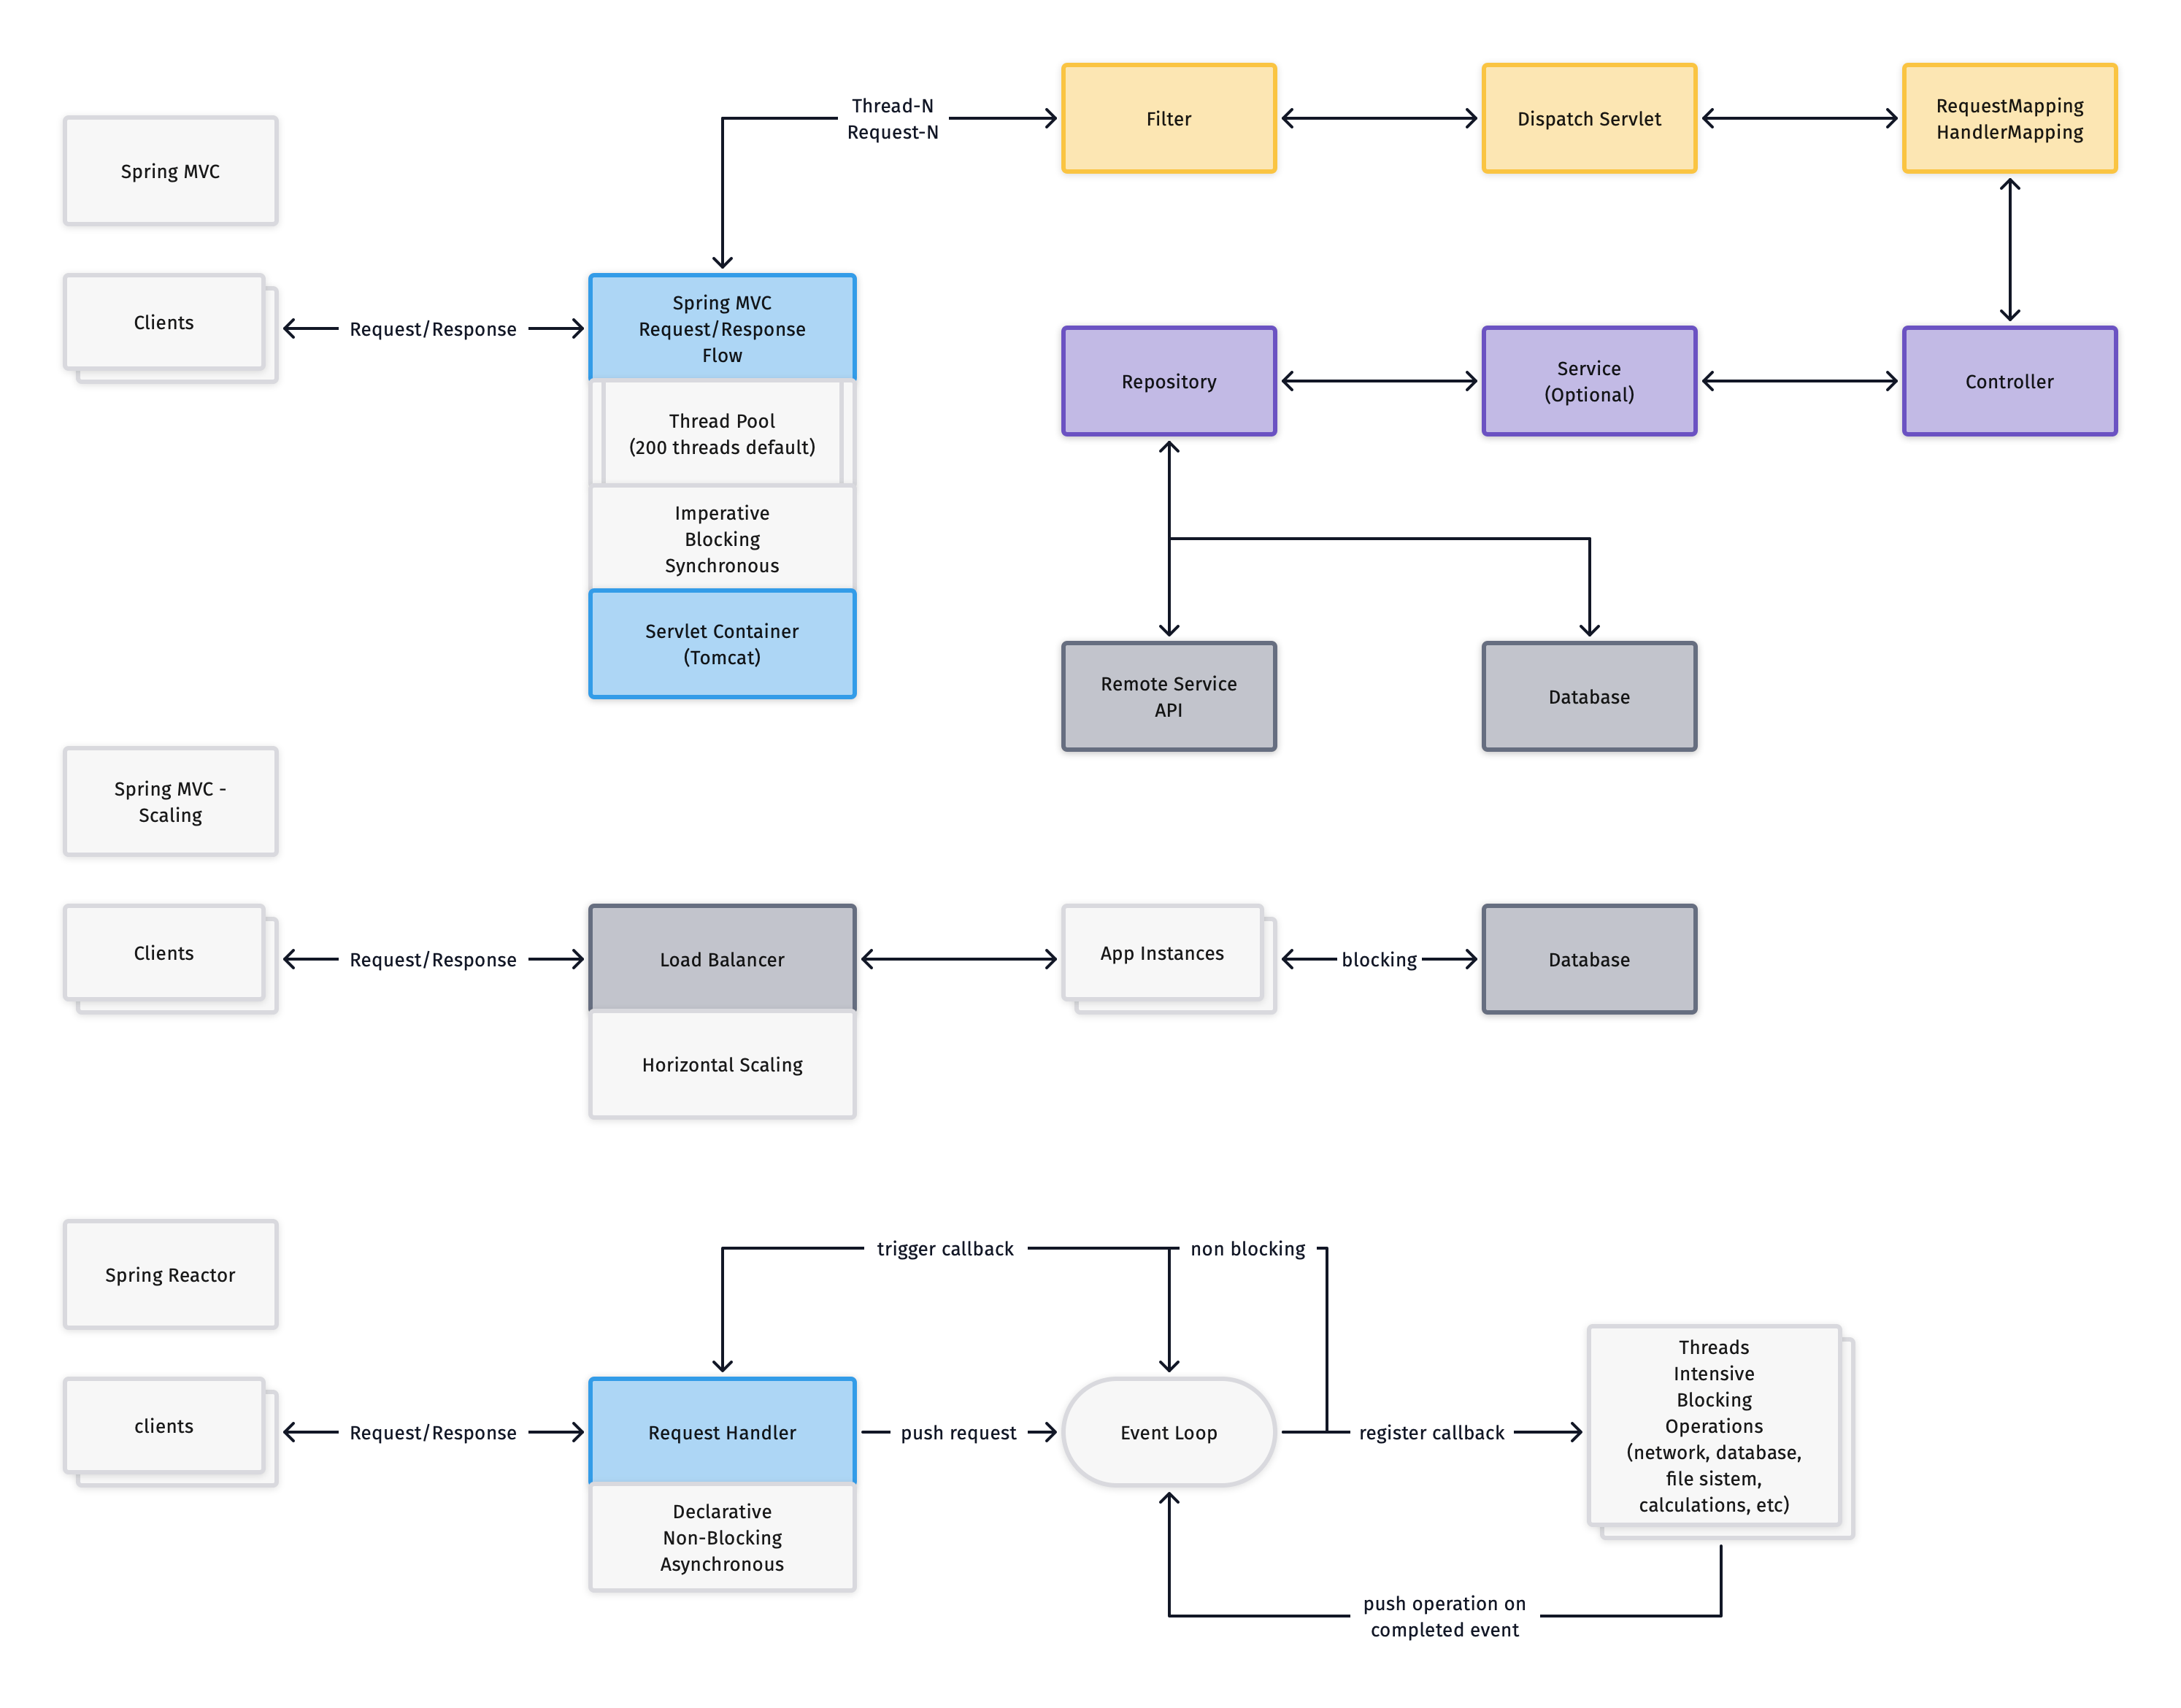 Spring MVC
Clients
Request/Response
Spring MVC
Request/Response
Flow
Thread Pool
(200 threads default)
Imperative
Blocking
Synchronous
Servlet Container
(Tomcat)
Thread-N
Request-N
Filter
Dispatch Servlet
RequestMapping
HandlerMapping
Repository
Service
(Optional)
Controller
Remote Service
API
Database
Spring MVC -
Scaling
Clients
Request/Response
Load Balancer
Horizontal Scaling
App Instances
blocking
Database
Spring Reactor
trigger callback
non blocking
clients
Request/Response
Request Handler
Declarative
Non-Blocking
Asynchronous
push request
Event Loop
register callback
Threads
Intensive
Blocking
Operations
(network, database,
file sistem,
calculations, etc)
push operation on
completed event